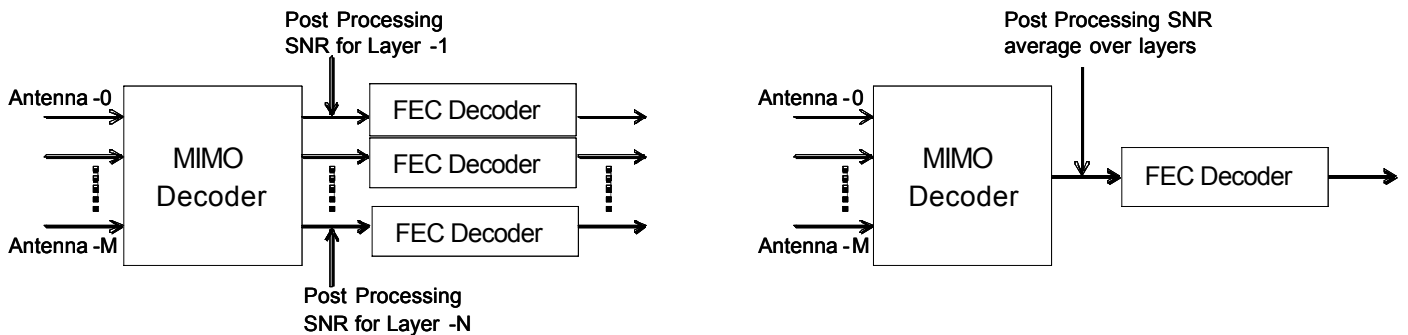 Post Processing
SNR for Layer -1
Antenna -0
MIMO
Decoder
FEC Decoder
FEC Decoder
FEC Decoder
Antenna -M
Post Processing
SNR for Layer -N
Post Processing SNR
average over layers
Antenna -0
MIMO
Decoder
FEC Decoder
Antenna -M